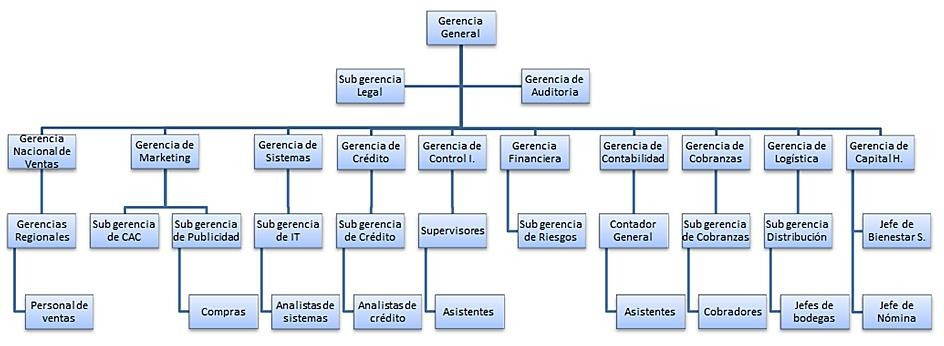 Gerencia
General
Sub gerencia
Legal
Gerencia de
Auditoria
Gerencia
Nacional de
Ventas
Gerencia de
Marketing
Gerencia de
Sistemas
Gerencia de
Crédito
Gerencia de
Control I.
Gerencia
Financiera
Gerencia de
Contabilidad
Gerencia de
Cobranzas
Gerencia de
Logística
Gerencia de
Capital H.
Gerencias
Regionales
Sub gerencia
de CAC
Sub gerencia
de Publicidad
Sub gerencia
de IT
Sub gerencia
de Crédito
Supervisores
Sub gerencia
de Riesgos
Contador
General
Sub gerencia
de Cobranzas
Sub gerencia
Distribución
Jefe de
Bienestar S.
Personal de
ventas
Compras
Analistas de
sistemas
Analistas de
crédito
Asistentes
Asistentes
Cobradores
Jefes de
bodegas
Jefe de
Nómina